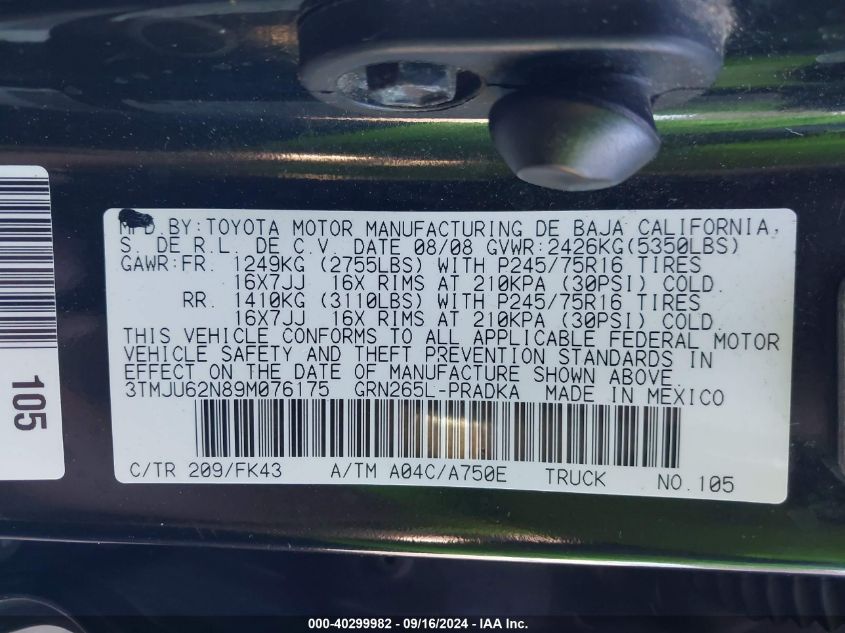 MFD.BY:TOYOTA MOTOR MANUFACTURING DE BAJA CALIFORNIA,
S. DE R.L. DE C.V. DATE 08/08 GVWR:2426KG(5350LBS)
GAWR:FR. 1249KG (2755LBS) WITH P245/75R16 TIRES
16X7JJ 16X RIMS AT 210KPA (30PSI) COLD.
RR. 1410KG (3110LBS) WITH P245/75R16 TIRES
16X7JJ 16X RIMS AT 210KPA (30PSI) COLD.
THIS VEHICLE CONFORMS TO ALL APPLICABLE FEDERAL MOTOR
VEHICLE SAFETY AND THEFT PREVENTION STANDARDS IN
EFFECT ON THE DATE OF MANUFACTURE SHOWN ABOVE.
3TMJU62N89M076175 GRN265L-PRADKA MADE IN MEXICO
C/TR 209/FK43 A/TM A04C/A750E TRUCK NO.105
105
000-40299982 - 09/16/2024 - IAA Inc.